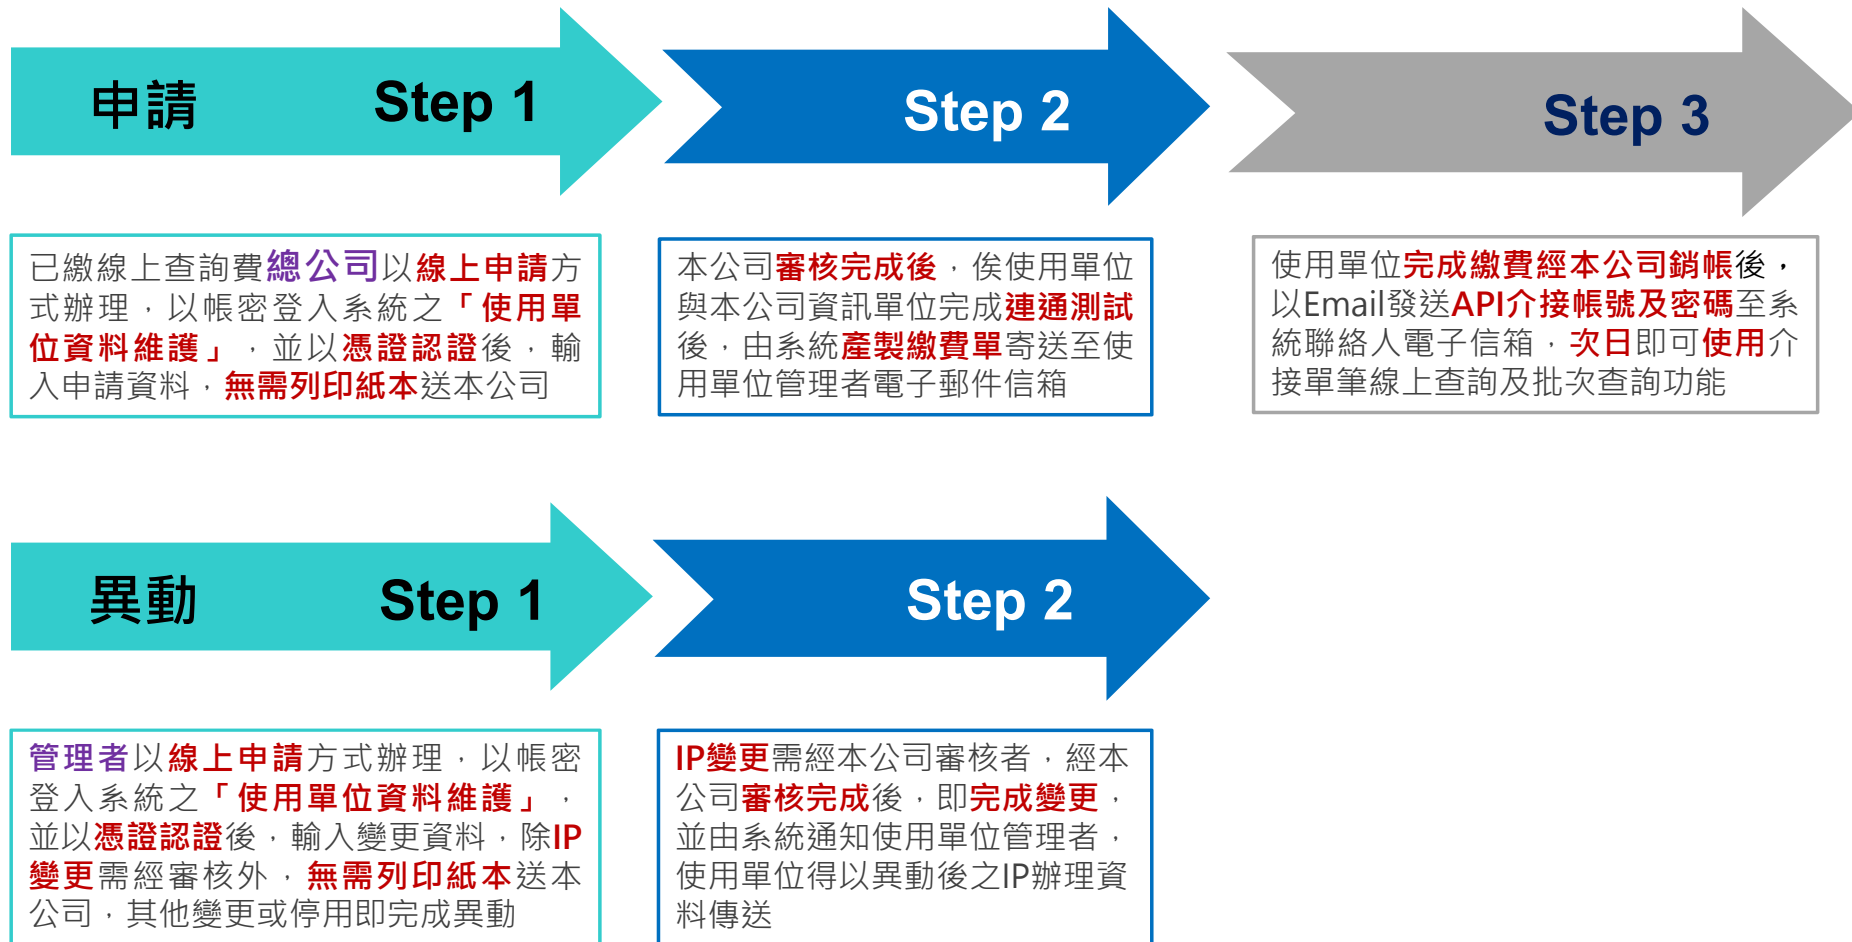 申請 Step 1
Step 2
Step 3
已繳線上查詢費總公司以線上申請方
式辦理，以帳密登入系統之「使用單
位資料維護」，並以憑證認證後，輸
入申請資料，無需列印紙本送本公司
本公司審核完成後，俟使用單位
與本公司資訊單位完成連通測試
後，由系統產製繳費單寄送至使
用單位管理者電子郵件信箱
使用單位完成繳費經本公司銷帳後，
以Email發送API介接帳號及密碼至系
統聯絡人電子信箱，次日即可使用介
接單筆線上查詢及批次查詢功能
異動 Step 1
Step 2
管理者以線上申請方式辦理，以帳密
登入系統之「使用單位資料維護」，
並以憑證認證後，輸入變更資料，除IP
變更需經審核外，無需列印紙本送本
公司，其他變更或停用即完成異動
IP變更需經本公司審核者，經本
公司審核完成後，即完成變更，
並由系統通知使用單位管理者，
使用單位得以異動後之IP辦理資
料傳送